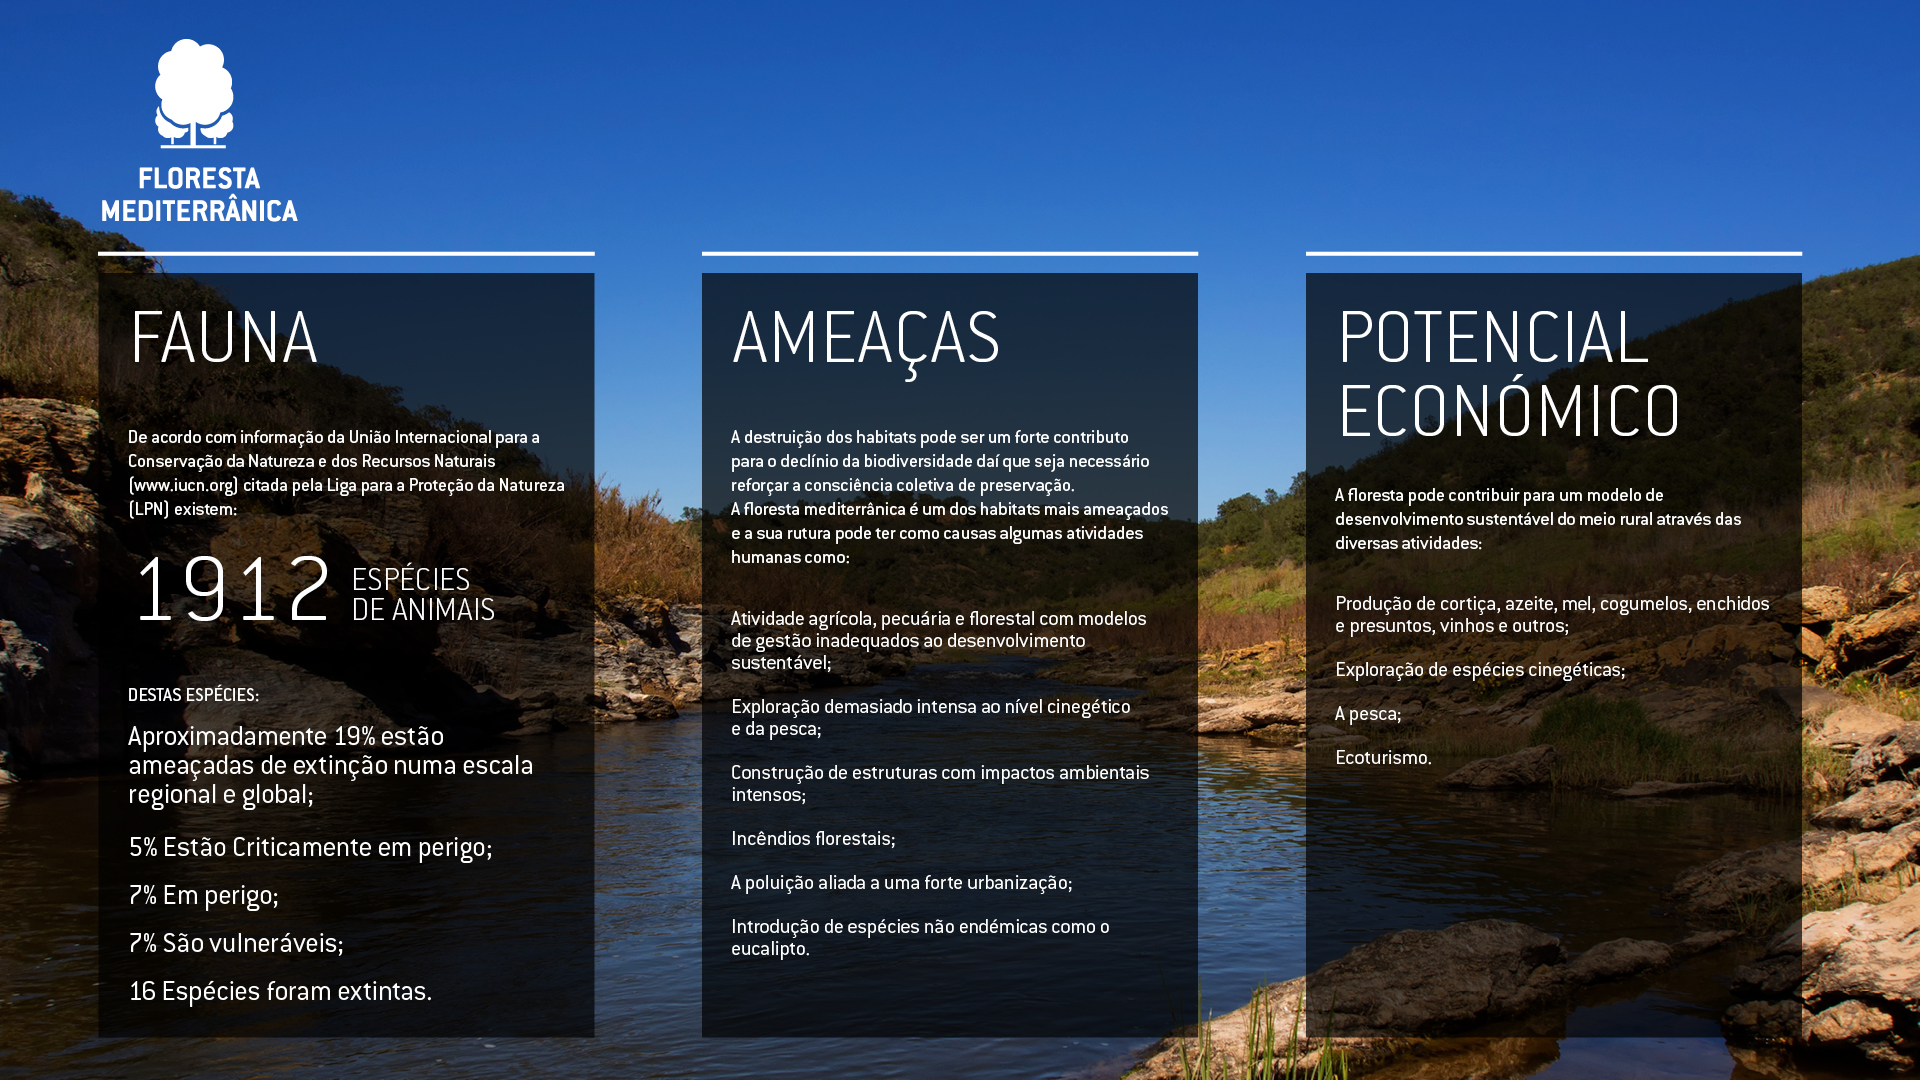 FLORESTA
MEDITERRÂNICA
FAUNA
De acordo com informação da União Internacional para a
Conservação da Natureza e dos Recursos Naturais
(www.iucn.org) citada pela Liga para a Proteção da Natureza
(LPN) existem:
1912 ESPÉCIES
DE ANIMAIS
DESTAS ESPÉCIES:
Aproximadamente 19% estão
ameaçadas de extinção numa escala
regional e global;
5% Estão Criticamente em perigo;
7% Em perigo;
7% São vulneráveis;
16 Espécies foram extintas.
AMEAÇAS
A destruição dos habitats pode ser um forte contributo
para o declínio da biodiversidade daí que seja necessário
reforçar a consciência coletiva de preservação.
A floresta mediterrânica é um dos habitats mais ameaçados
e a sua rutura pode ter como causas algumas atividades
humanas como:
Atividade agrícola, pecuária e florestal com modelos
de gestão inadequados ao desenvolvimento
sustentável;
Exploração demasiado intensa ao nível cinegético
e da pesca;
Construção de estruturas com impactos ambientais
intensos;
Incêndios florestais;
A poluição aliada a uma forte urbanização;
Introdução de espécies não endémicas como o
eucalipto.
POTENCIAL
ECONÓMICO
A floresta pode contribuir para um modelo de
desenvolvimento sustentável do meio rural através das
diversas atividades:
Produção de cortiça, azeite, mel, cogumelos, enchidos
e presuntos, vinhos e outros;
Exploração de espécies cinegéticas;
A pesca;
Ecoturismo.